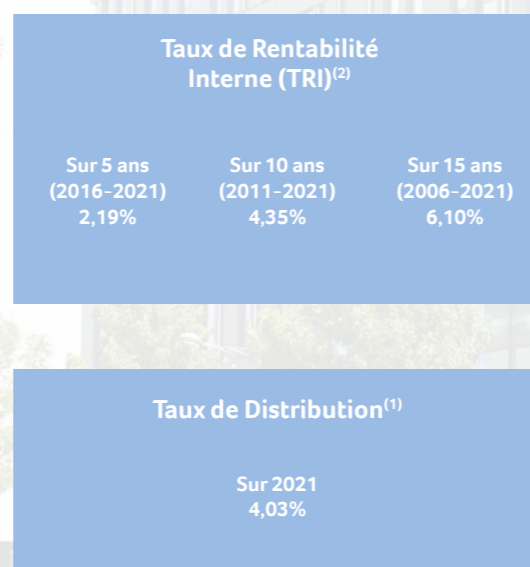 Taux de Rentabilité
Interne (TRI)(2)
Sur 5 ans
(2016-2021)
2,19%
Sur 10 ans
(2011-2021)
4,35%
Sur 15 ans
(2006-2021)
6,10%
Taux de Distribution(1)
Sur 2021
4,03%